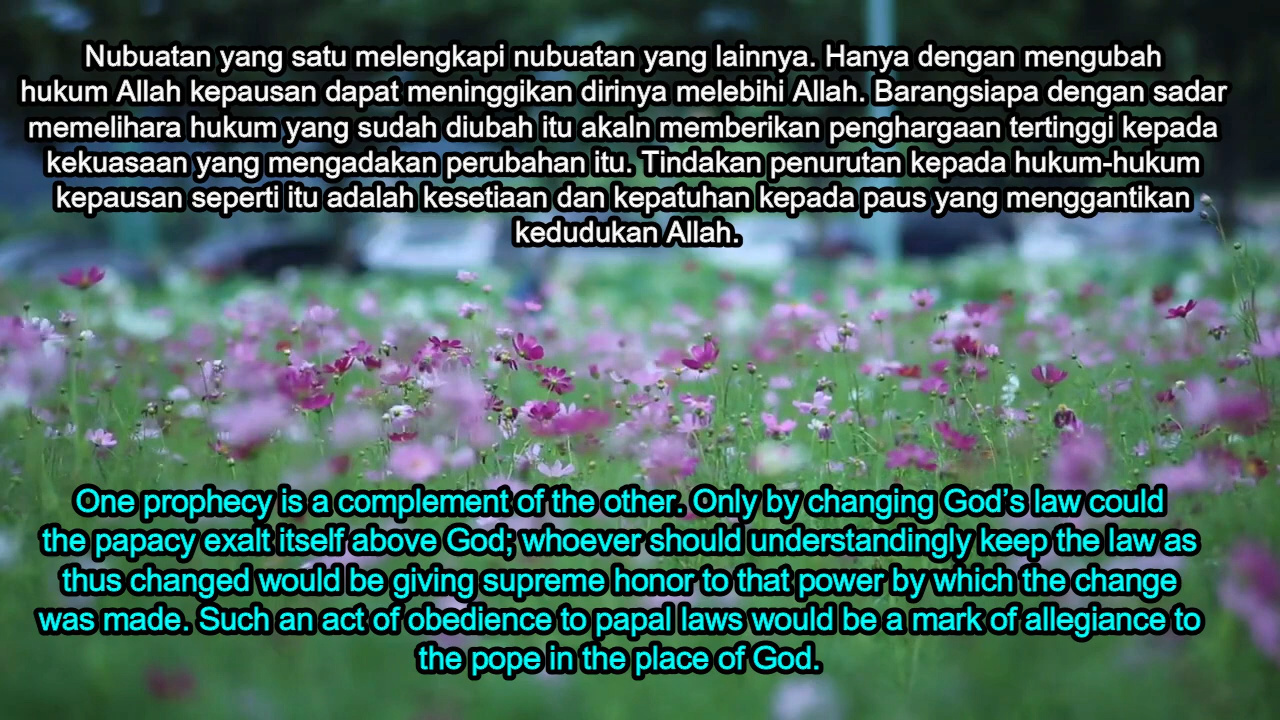 Nubuatan yang satu melengkapi nubuatan yang lainnya. Hanya dengan mengubah
hukum Allah kepausan dapat meninggikan dirinya melebihi Allah. Barangsiapa dengan sadar
memelihara hukum yang sudah diubah itu akaln memberikan penghargaan tertinggi kepada
kekuasaan yang mengadakan perubahan itu. Tindakan penurutan kepada hukum-hukum
kepausan seperti itu adalah kesetiaan dan kepatuhan kepada paus yang menggantikan
kedudukan Allah.
One prophecy is a complement of the other. Only by changing God’s law could
the papacy exalt itself above God; whoever should understandingly keep the law as
thus changed would be giving supreme honor to that power by which the change
was made. Such an act of obedience to papal laws would be a mark of allegiance to
the pope in the place of God.